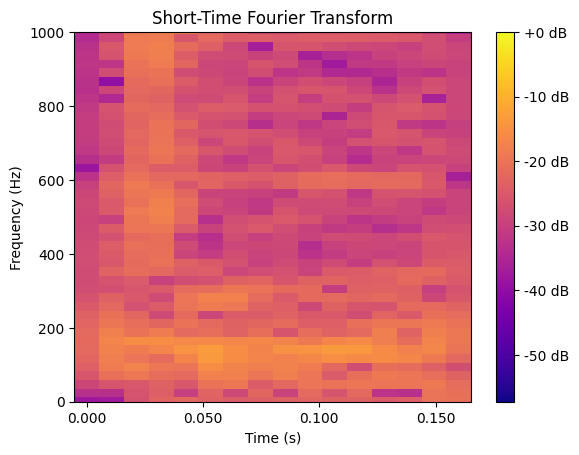 Short-Time Fourier Transform
1000
800
600
400
200
0
Frequency (Hz)
0.000
0.050
0.100
0.150
Time (s)
+0 dB
-10 dB
-20 dB
-30 dB
-40 dB
-50 dB